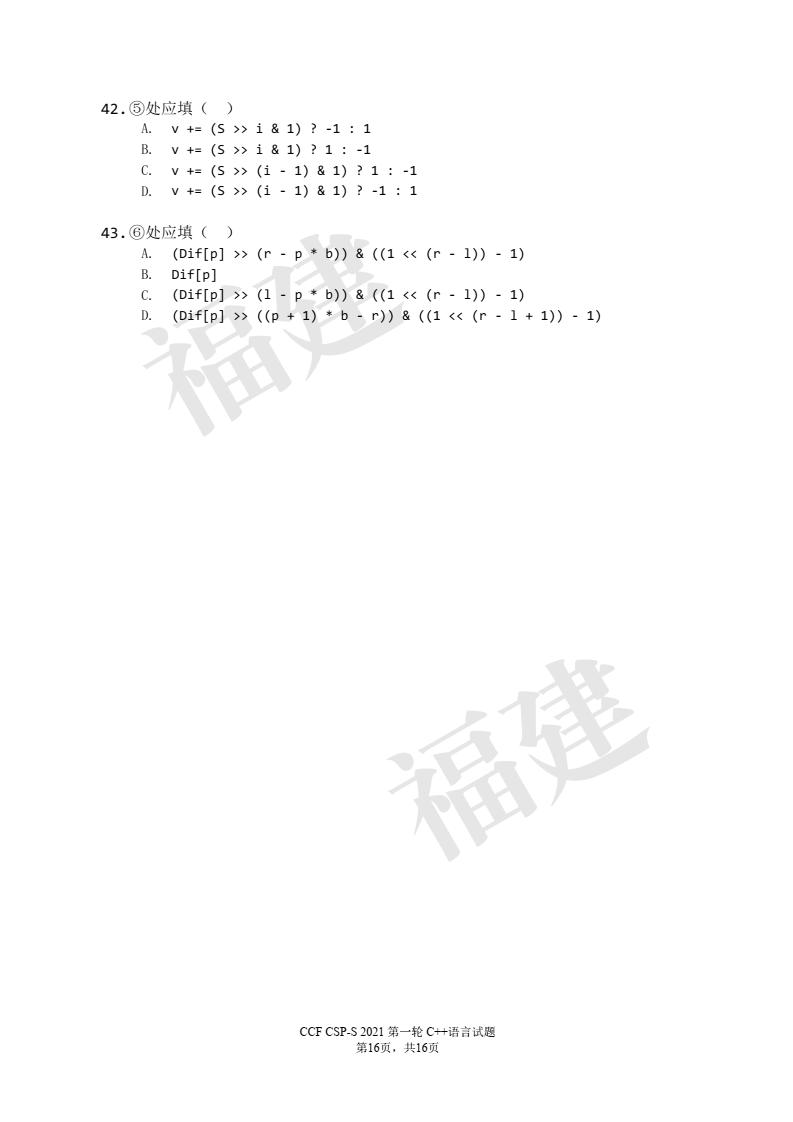 42.⑤处应填（ ）
A. v += (S >> i & 1) ? -1 : 1
B. v += (S >> i & 1) ? 1 : -1
C. v += (S >> (i - 1) & 1) ? 1 : -1
D. v += (S >> (i - 1) & 1) ? -1 : 1
43.⑥处应填（ ）
A. (Dif[p] >> (r - p * b)) & ((1 << (r - l)) - 1)
B. Dif[p]
C. (Dif[p] >> (l - p * b)) & ((1 << (r - l)) - 1)
D. (Dif[p] >> ((p + 1) * b - r)) & ((1 << (r - l + 1)) - 1)
福建
福建
CCF CSP-S 2021 第一轮 C++语言试题
第16页，共16页